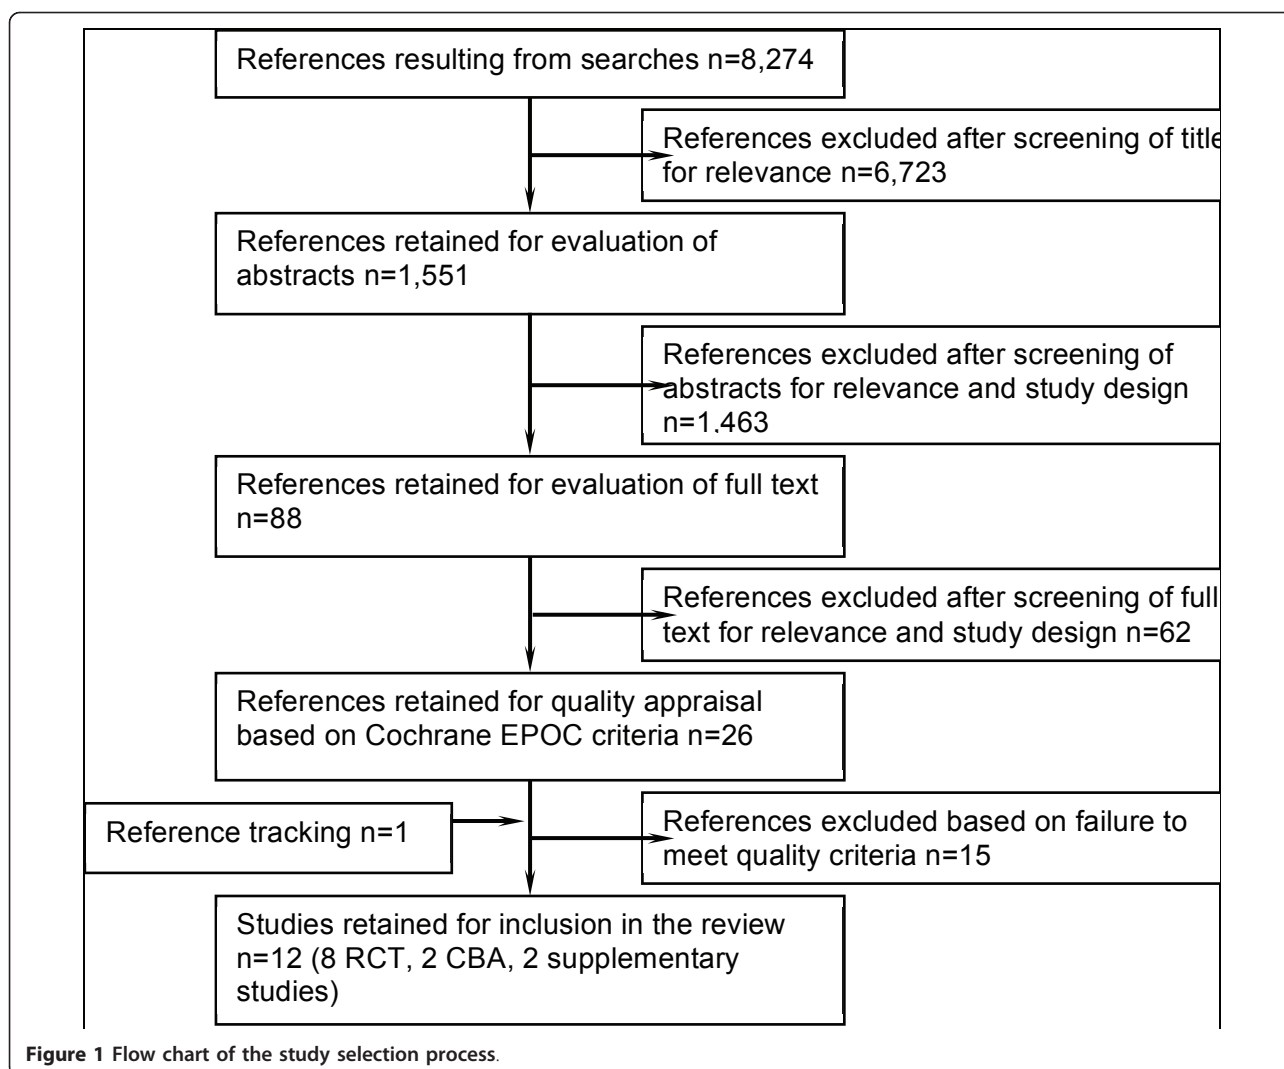 References resulting from searches n=8,274
References excluded after screening of title
for relevance n=6,723
References retained for evaluation of
abstracts n=1,551
References excluded after screening of
abstracts for relevance and study design
n=1,463
References retained for evaluation of full text
n=88
References excluded after screening of full
text for relevance and study design n=62
References retained for quality appraisal
based on Cochrane EPOC criteria n=26
Reference tracking n=1
References excluded based on failure to
meet quality criteria n=15
Studies retained for inclusion in the review
n=12 (8 RCT, 2 CBA, 2 supplementary
studies)
Figure 1 Flow chart of the study selection process.